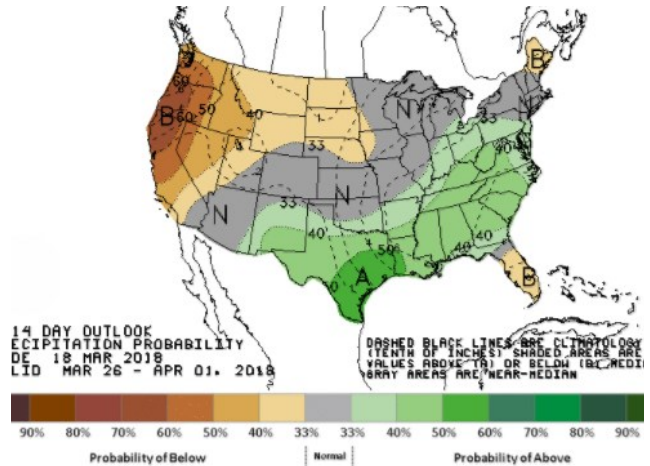 B
60
60
50
40
33
B
N
N
33
40
40
N
N
33
40
50
A
40
40
B
14 DAY OUTLOOK
ECIPITATION PROBABILITY
DE 18 MAR 2018
LID MAR 26 - APR 01, 2018
DASHED BLACK LINES ARE CLIMATOLOGY
(TENTH OF INCHES) SHADED AREAS ARE
VALUES ABOVE (A) OR BELOW (B) MEDI
GRAY AREAS ARE NEAR-MEDIAN
90% 80% 70% 60% 50% 40% 33% 33% 40% 50% 60% 70% 80% 90%
Probability of Below Normal Probability of Above